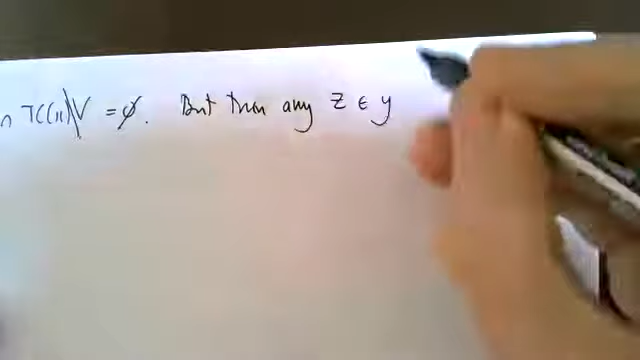 ∩ TC(x)\V = ∅. But then any z ∈ y